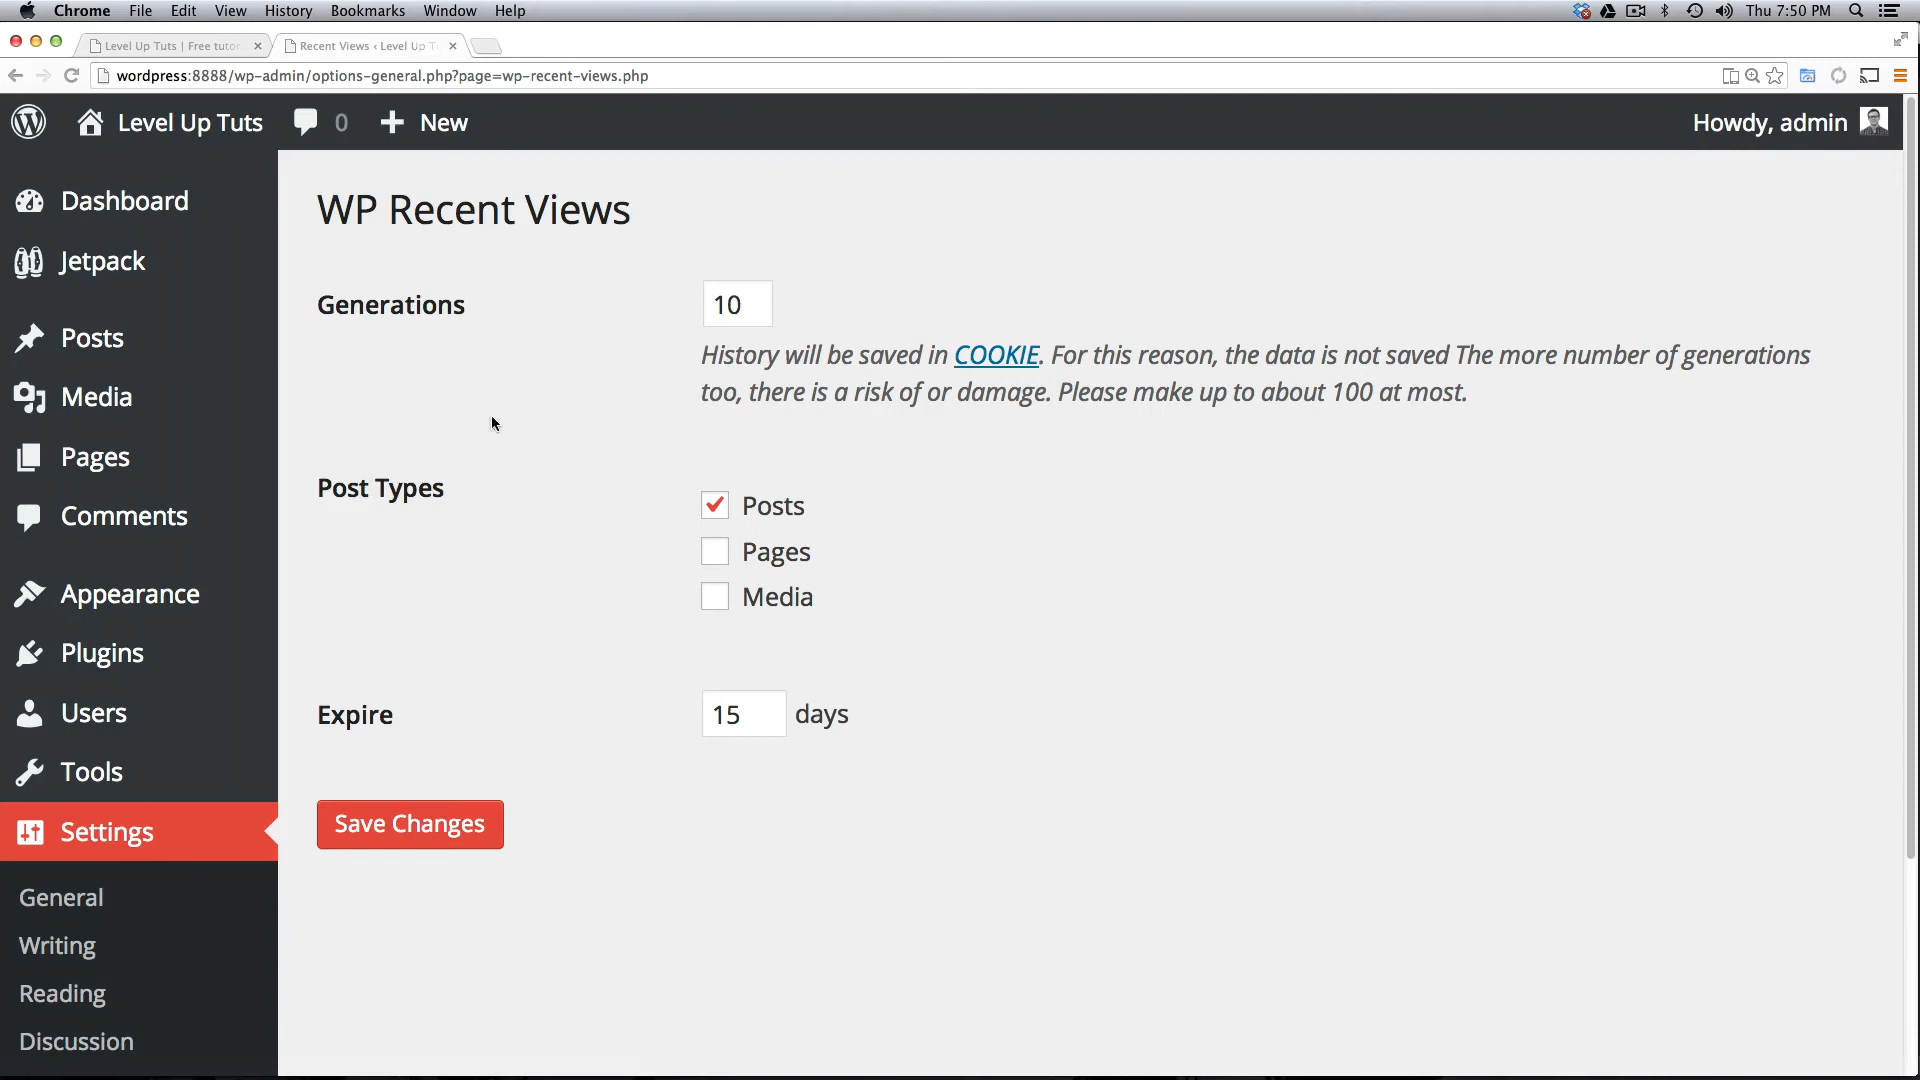 Chrome File Edit View History Bookmarks Window Help Thu 7:50 PM
Level Up Tuts | Free tutor
Recent Views ‹ Level Up T
wordpress:8888/wp-admin/options-general.php?page=wp-recent-views.php
Level Up Tuts 0 New Howdy, admin
Dashboard
Jetpack
Posts
Media
Pages
Comments
Appearance
Plugins
Users
Tools
Settings
General
Writing
Reading
Discussion
WP Recent Views
Generations 10
History will be saved in COOKIE. For this reason, the data is not saved The more number of generations
too, there is a risk of or damage. Please make up to about 100 at most.
Post Types
Posts
Pages
Media
Expire 15 days
Save Changes